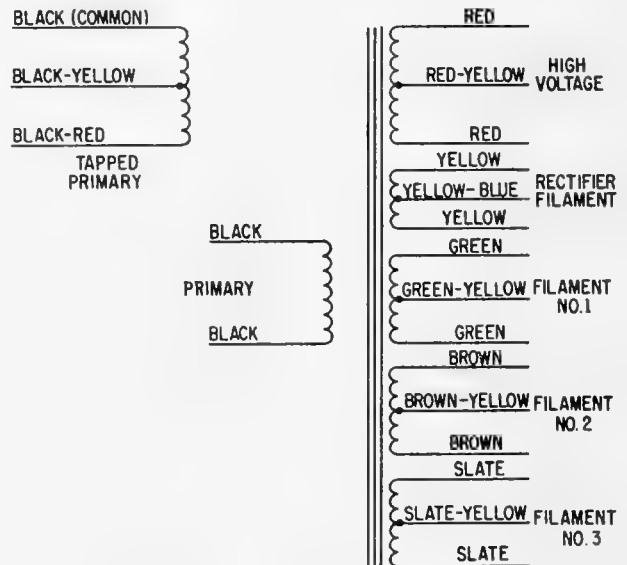 BLACK (COMMON)
BLACK-YELLOW
BLACK-RED
TAPPED
PRIMARY
BLACK
PRIMARY
BLACK
RED
RED-YELLOW
HIGH
VOLTAGE
RED
YELLOW
YELLOW-BLUE
RECTIFIER
FILAMENT
YELLOW
GREEN
GREEN-YELLOW
FILAMENT
NO.1
GREEN
BROWN
BROWN-YELLOW
FILAMENT
NO.2
BROWN
SLATE
SLATE-YELLOW
FILAMENT
NO.3
SLATE